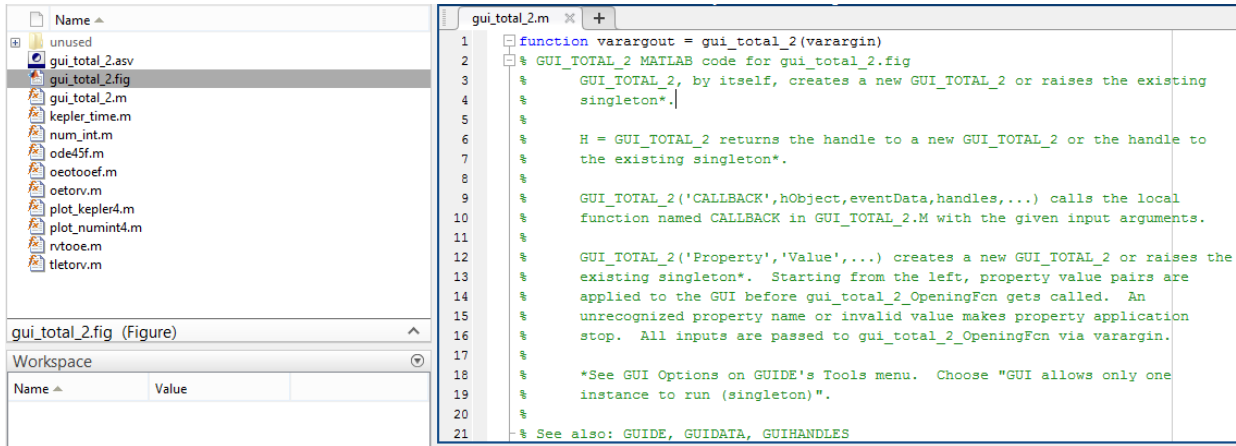 Name
unused
gui_total_2.asv
gui_total_2.fig
gui_total_2.m
kepler_time.m
num_int.m
ode45f.m
oeotooef.m
oetorv.m
plot_kepler4.m
plot_numint4.m
rvtooe.m
tletorv.m
gui_total_2.fig (Figure)
Workspace
Name Value
gui_total_2.m
1 function varargout = gui_total_2(varargin)
2 % GUI_TOTAL_2 MATLAB code for gui_total_2.fig
3 % GUI_TOTAL_2, by itself, creates a new GUI_TOTAL_2 or raises the existing
4 % singleton*.
5 %
6 % H = GUI_TOTAL_2 returns the handle to a new GUI_TOTAL_2 or the handle to
7 % the existing singleton*.
8 %
9 % GUI_TOTAL_2('CALLBACK',hObject,eventData,handles,...) calls the local
10 % function named CALLBACK in GUI_TOTAL_2.M with the given input arguments.
11 %
12 % GUI_TOTAL_2('Property','Value',...) creates a new GUI_TOTAL_2 or raises the
13 % existing singleton*. Starting from the left, property value pairs are
14 % applied to the GUI before gui_total_2_OpeningFcn gets called. An
15 % unrecognized property name or invalid value makes property application
16 % stop. All inputs are passed to gui_total_2_OpeningFcn via varargin.
17 %
18 % *See GUI Options on GUIDE's Tools menu. Choose "GUI allows only one
19 % instance to run (singleton)".
20 %
21 % See also: GUIDE, GUIDATA, GUIHANDLES